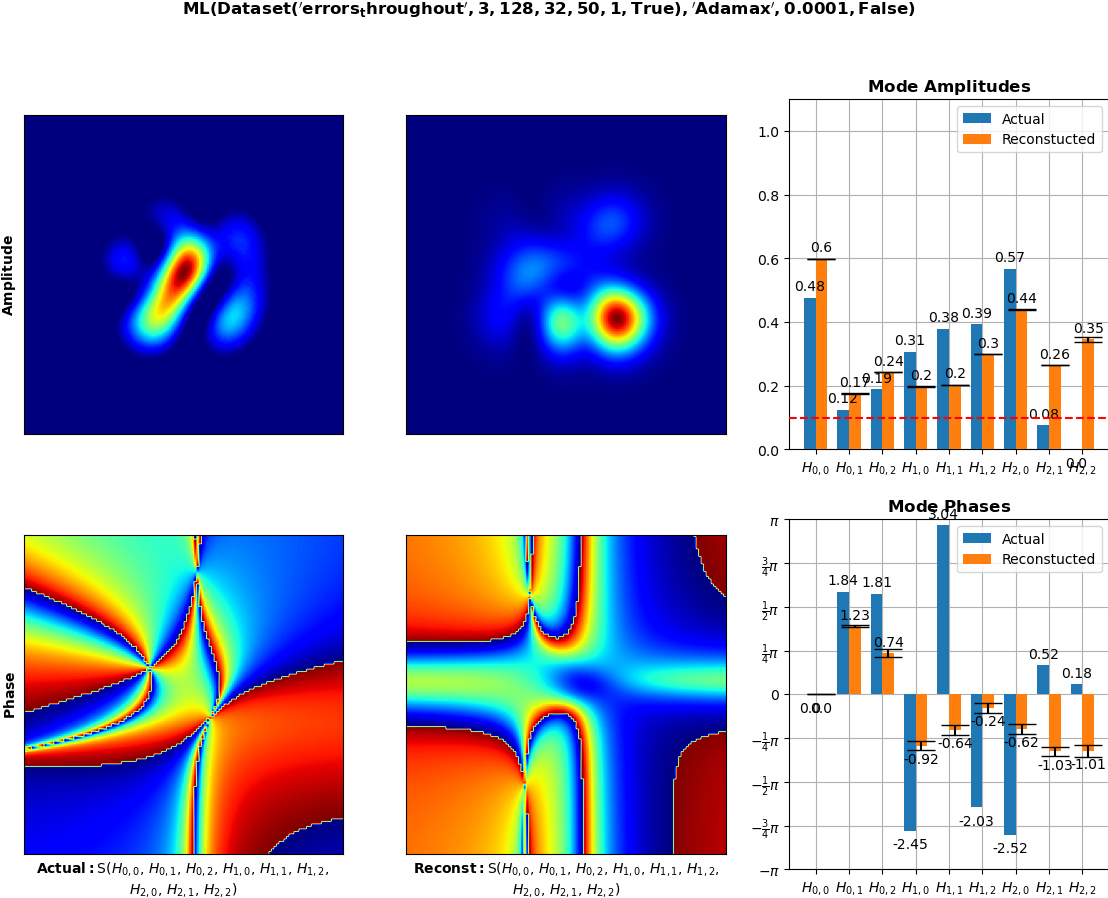 ML(Dataset('errors_throughout', 3, 128, 32, 50, 1, True), 'Adamax', 0.0001, False)
Amplitude
Mode Amplitudes
Actual
Reconstucted
1.0
0.8
0.6
0.4
0.2
0.0
0.48
0.6
0.12
0.17
0.19
0.24
0.31
0.2
0.38
0.2
0.39
0.3
0.57
0.44
0.08
0.26
0.0
0.35
H0,0 H0,1 H0,2 H1,0 H1,1 H1,2 H2,0 H2,1 H2,2
Phase
Actual: S(H0,0, H0,1, H0,2, H1,0, H1,1, H1,2,
H2,0, H2,1, H2,2)
Reconst: S(H0,0, H0,1, H0,2, H1,0, H1,1, H1,2,
H2,0, H2,1, H2,2)
Mode Phases
Actual
Reconstucted
π
3/4π
1/2π
1/4π
0
−1/4π
−1/2π
−3/4π
−π
0.0
0.0
1.84
1.23
1.81
0.74
-2.45
-0.92
3.04
-0.64
-2.03
-0.24
-2.52
-0.62
0.52
-1.03
0.18
-1.01
H0,0 H0,1 H0,2 H1,0 H1,1 H1,2 H2,0 H2,1 H2,2